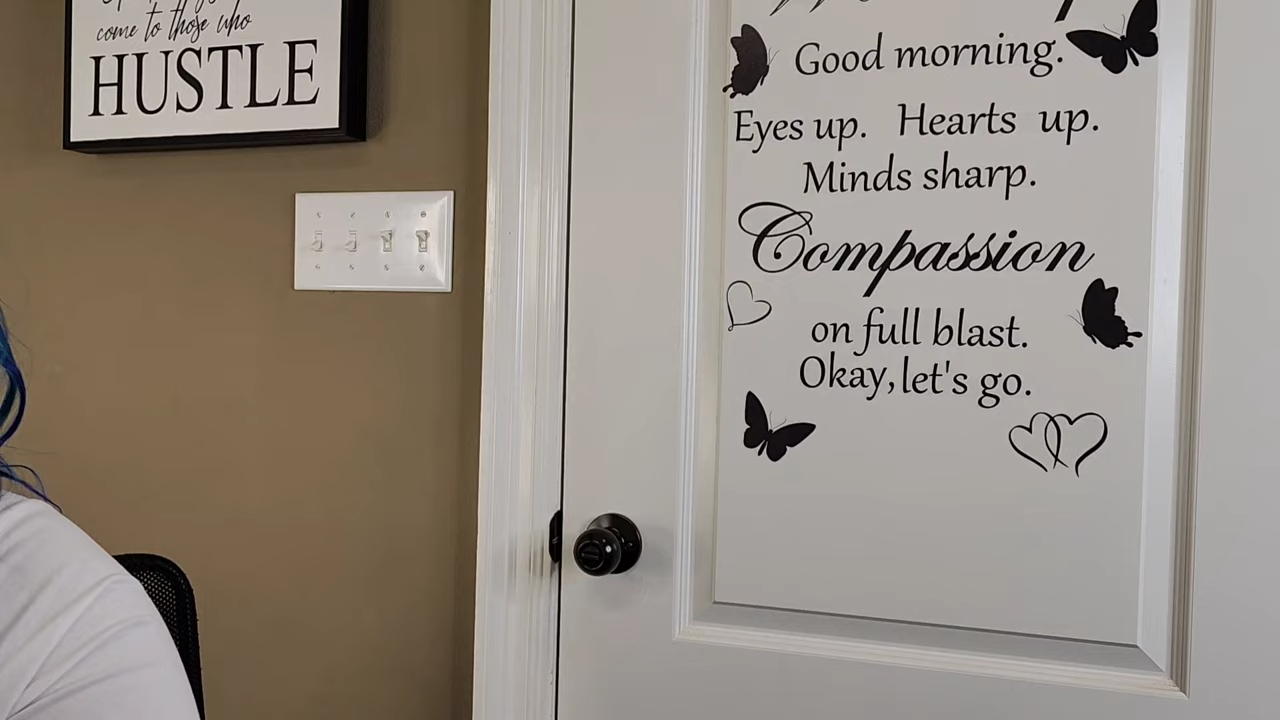 come to those who
HUSTLE
Good morning.
Eyes up. Hearts up.
Minds sharp.
Compassion
on full blast.
Okay, let's go.